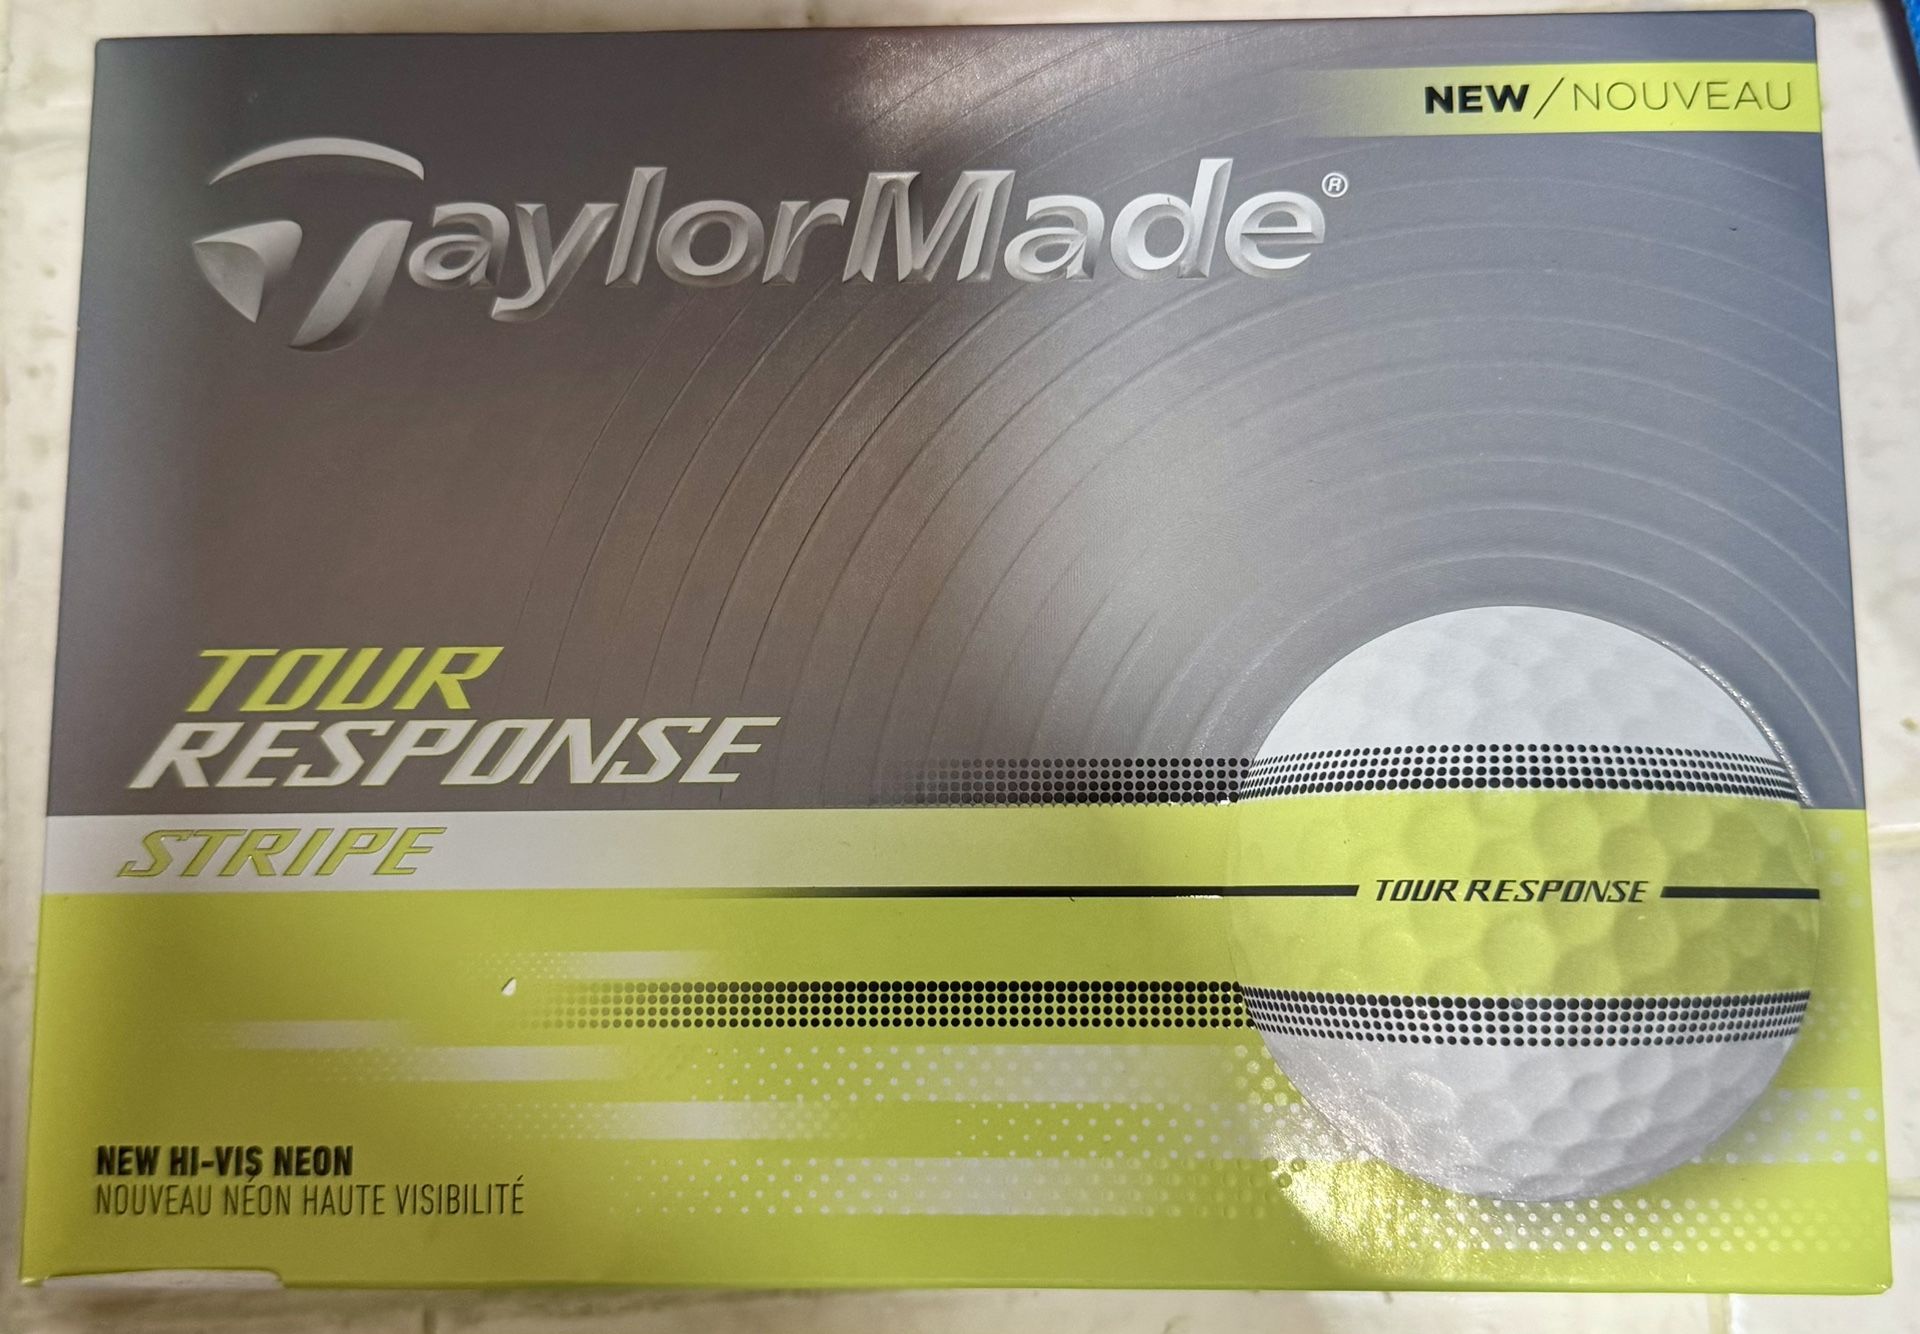 NEW/NOUVEAU
TaylorMade®
TOUR
RESPONSE
STRIPE
TOUR RESPONSE
NEW HI-VIS NEON
NOUVEAU NÉON HAUTE VISIBILITÉ